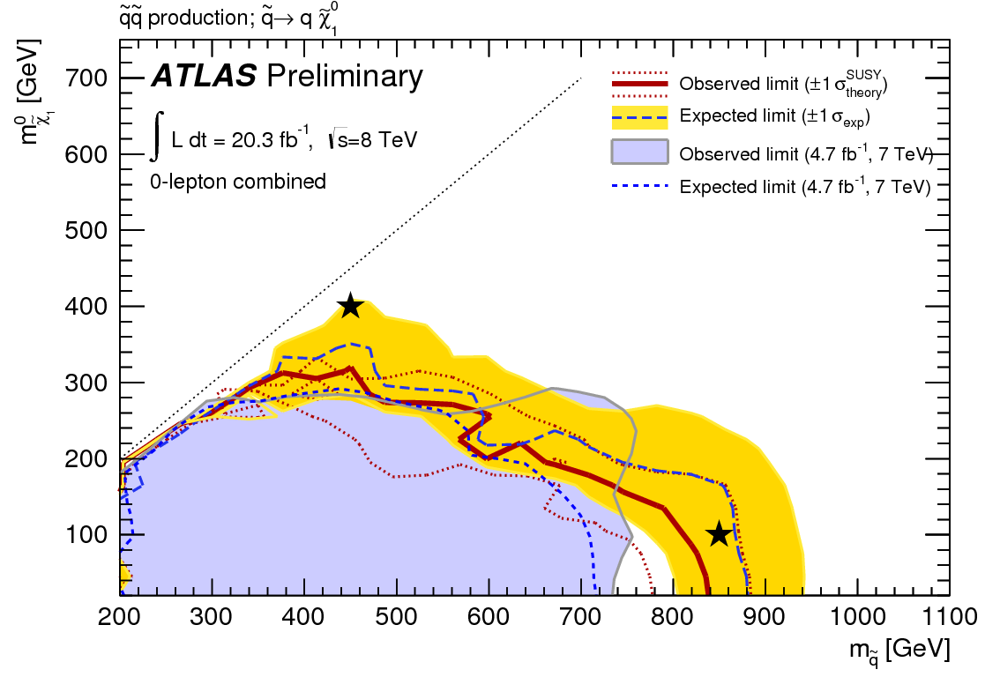 q̃q̃ production; q̃→ q χ̃₁⁰
m_χ̃₁⁰ [GeV]
ATLAS Preliminary
∫ L dt = 20.3 fb⁻¹, √s=8 TeV
0-lepton combined
Observed limit (±1 σ_theory^SUSY)
Expected limit (±1 σ_exp)
Observed limit (4.7 fb⁻¹, 7 TeV)
Expected limit (4.7 fb⁻¹, 7 TeV)
700
600
500
400
300
200
100
200 300 400 500 600 700 800 900 1000 1100
m_q̃ [GeV]